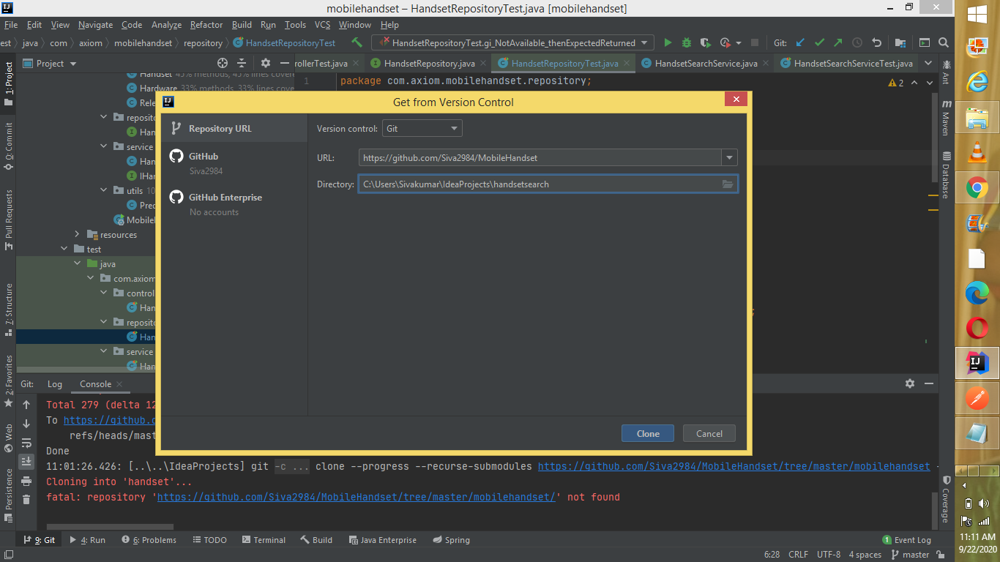 mobilehandset – HandsetRepositoryTest.java [mobilehandset]
File Edit View Navigate Code Analyze Refactor Build Run Tools VCS Window Help
est java com axiom mobilehandset repository HandsetRepositoryTest HandsetRepositoryTest.gi_NotAvailable_thenExpectedReturned Git:
1: Project
0: Commit
Pull Requests
7: Structure
2: Favorites
Web
Persistence
Project
rollerTest.java HandsetRepository.java HandsetRepositoryTest.java HandsetSearchService.java HandsetSearchServiceTest.java
1 package com.axiom.mobilehandset.repository;
2
Handset 45% methods, 45% lines cover
Hardware 33% methods, 33% lines cove
Rele
reposito
Han
service
Han
IHan
utils 10
Prec
MobileH
resources
test
java
com.axiom
control
Han
reposito
Han
service
Han
Get from Version Control
Repository URL
GitHub
Siva2984
GitHub Enterprise
No accounts
Version control: Git
URL: https://github.com/Siva2984/MobileHandset
Directory: C:\Users\Sivakumar\IdeaProjects\handsetsearch
Clone Cancel
Ant
Maven
Database
Coverage
Git: Log Console
Total 279 (delta 12
To https://github.c
refs/heads/mast
Done
11:01:26.426: [..\..\IdeaProjects] git -c ... clone --progress --recurse-submodules https://github.com/Siva2984/MobileHandset/tree/master/mobilehandset
Cloning into 'handset'...
fatal: repository 'https://github.com/Siva2984/MobileHandset/tree/master/mobilehandset/' not found
9: Git 4: Run 6: Problems TODO Terminal Build Java Enterprise Spring 1 Event Log
6:28 CRLF UTF-8 4 spaces master
11:11 AM
9/22/2020